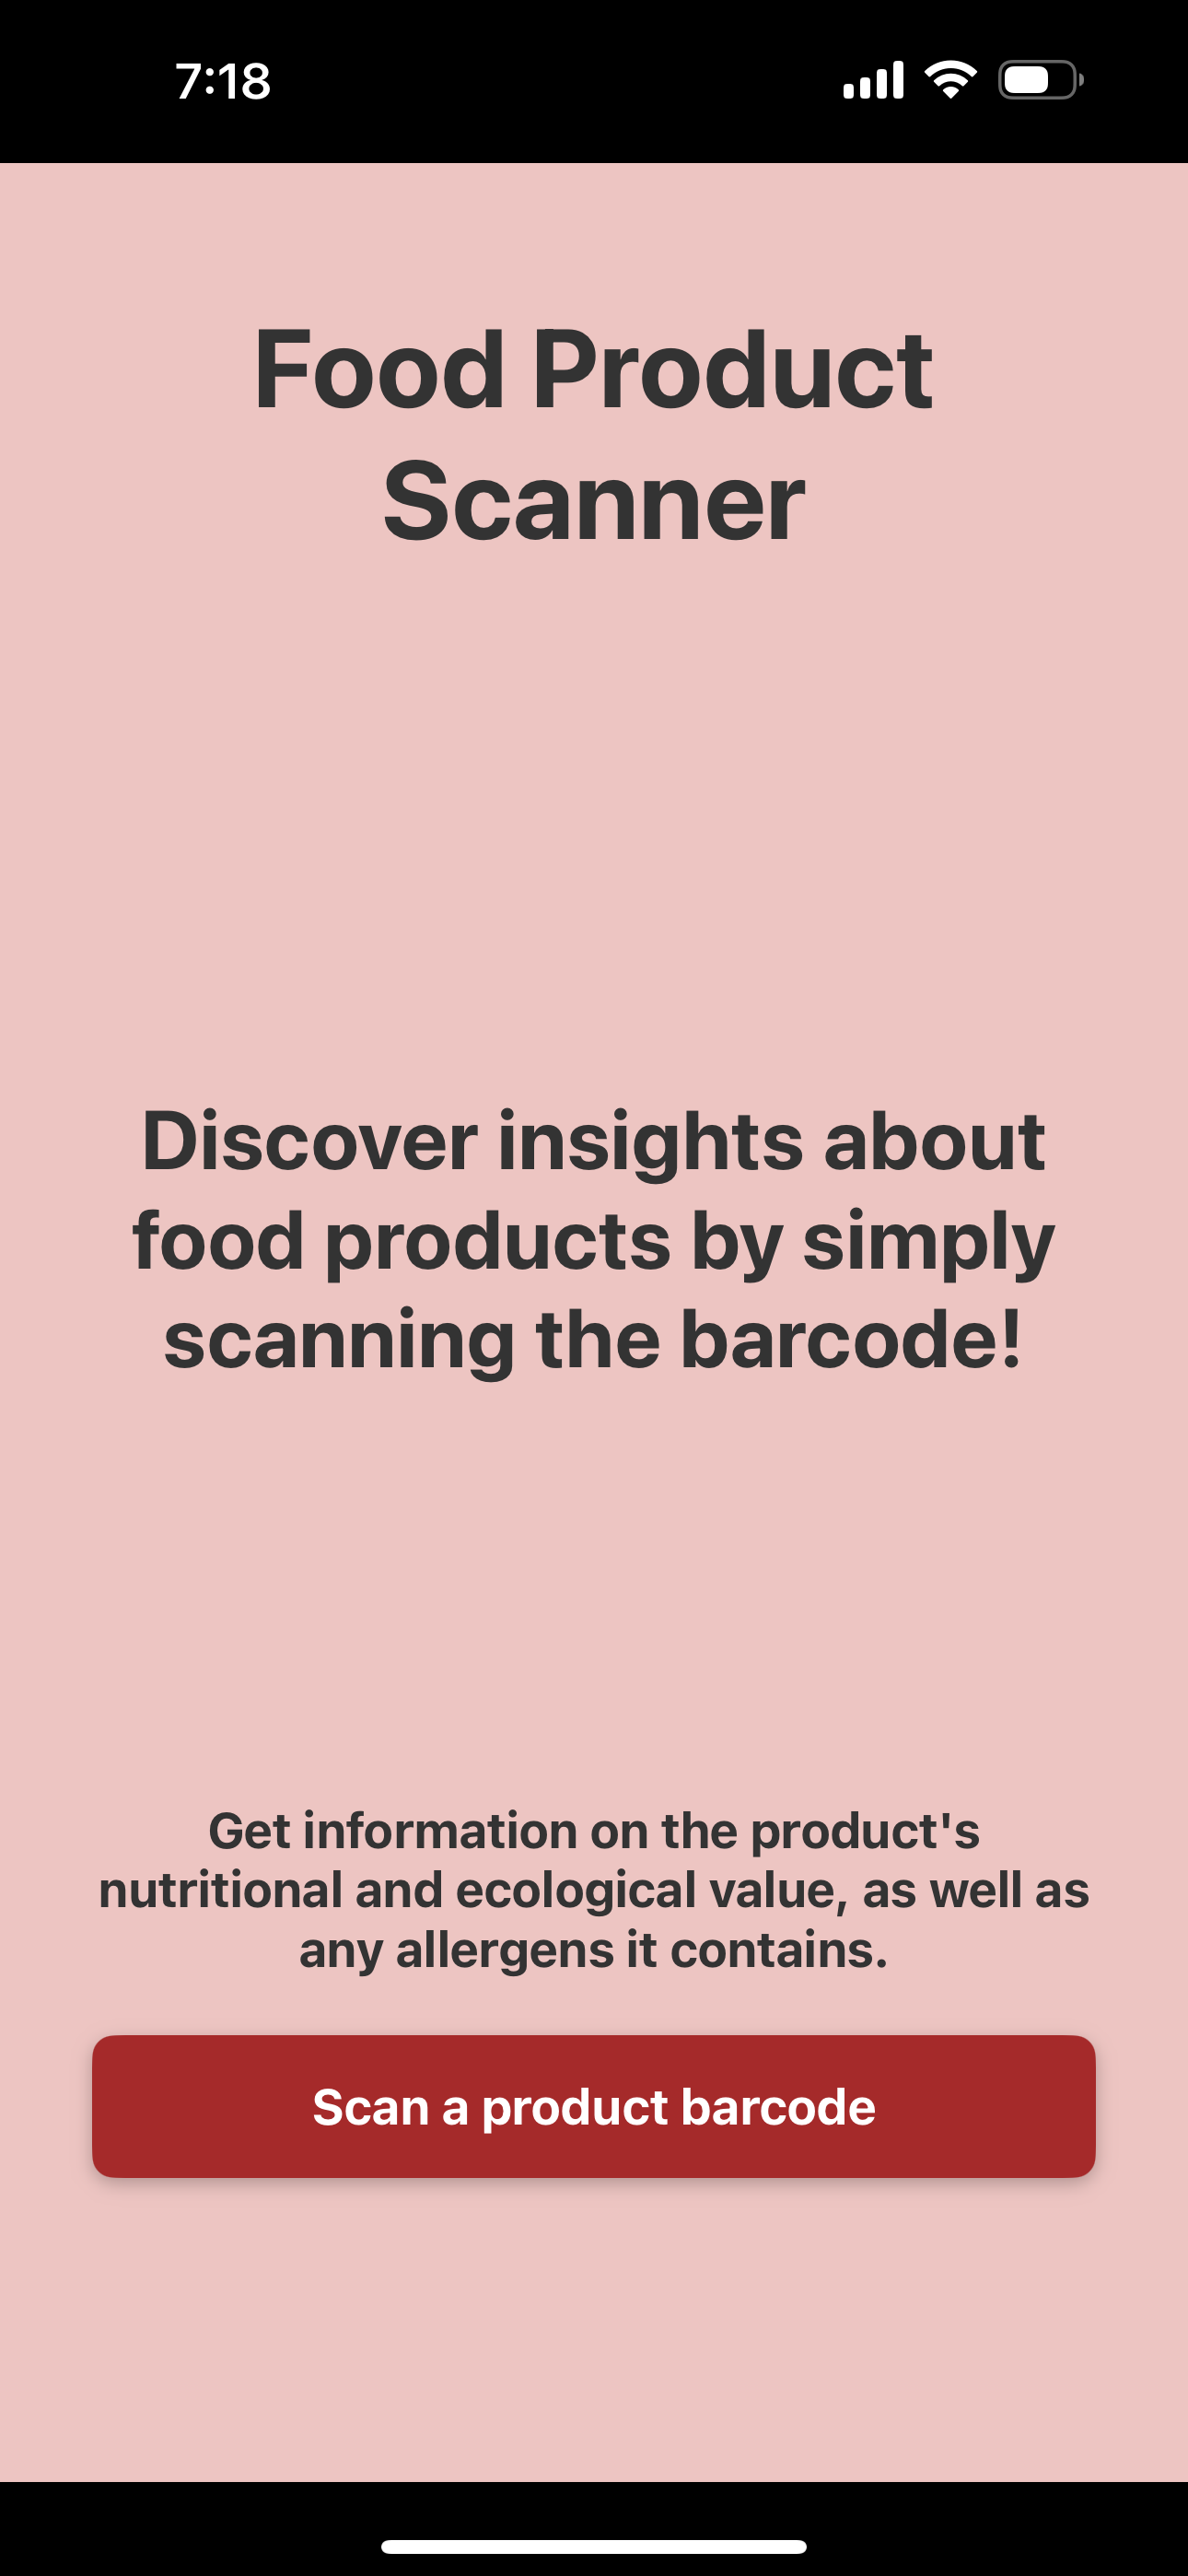 7:18
Food Product
Scanner
Discover insights about
food products by simply
scanning the barcode!
Get information on the product's
nutritional and ecological value, as well as
any allergens it contains.
Scan a product barcode